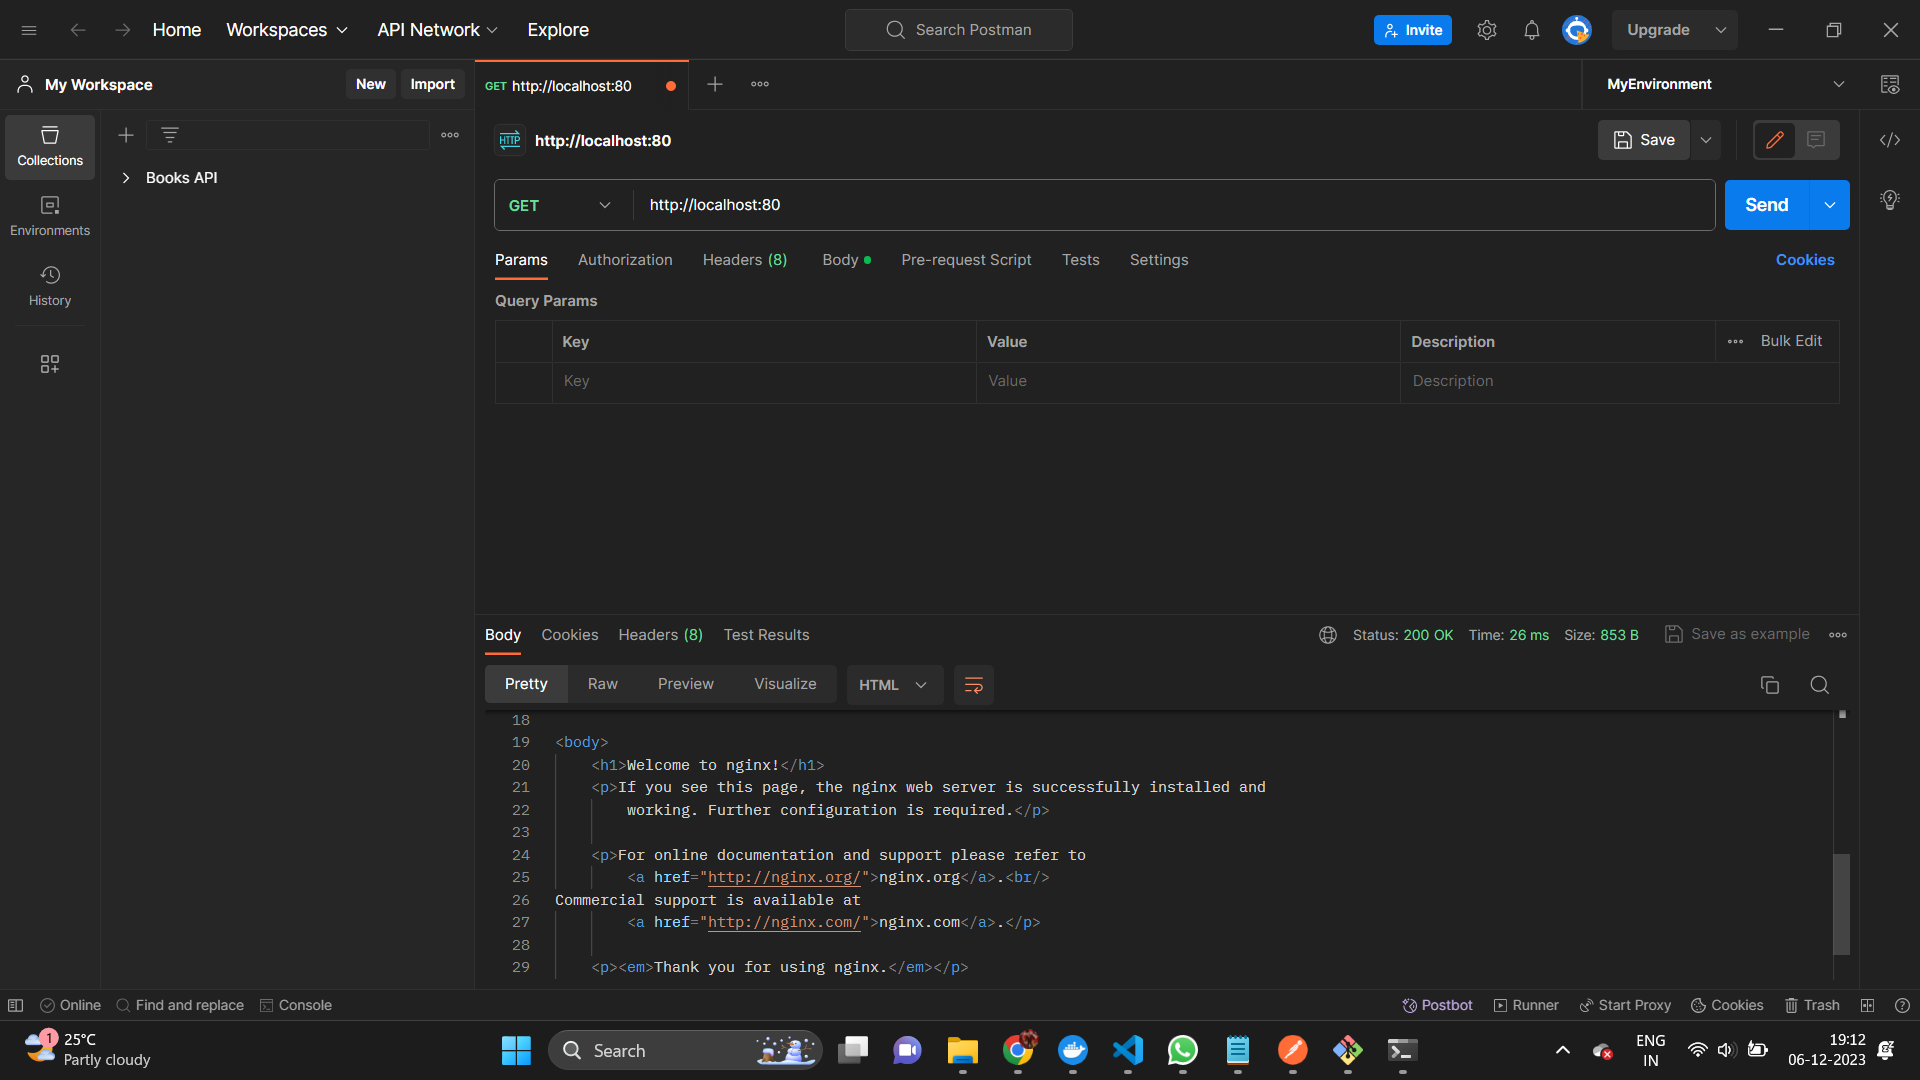 Home
Workspaces
API Network
Explore
Search Postman
Invite
Upgrade
My Workspace
New
Import
GET http://localhost:80
MyEnvironment
Collections
Environments
History
Books API
HTTP http://localhost:80
Save
GET
http://localhost:80
Send
Params
Authorization
Headers (8)
Body
Pre-request Script
Tests
Settings
Cookies
Query Params
Key
Value
Description
Bulk Edit
Key
Value
Description
Body
Cookies
Headers (8)
Test Results
Status: 200 OK
Time: 26 ms
Size: 853 B
Save as example
Pretty
Raw
Preview
Visualize
HTML
18
19 <body>
20 <h1>Welcome to nginx!</h1>
21 <p>If you see this page, the nginx web server is successfully installed and
22 working. Further configuration is required.</p>
23
24 <p>For online documentation and support please refer to
25 <a href="http://nginx.org/">nginx.org</a>.<br/>
26 Commercial support is available at
27 <a href="http://nginx.com/">nginx.com</a>.</p>
28
29 <p><em>Thank you for using nginx.</em></p>
Online
Find and replace
Console
Postbot
Runner
Start Proxy
Cookies
Trash
1
25°C
Partly cloudy
Search
ENG
IN
19:12
06-12-2023